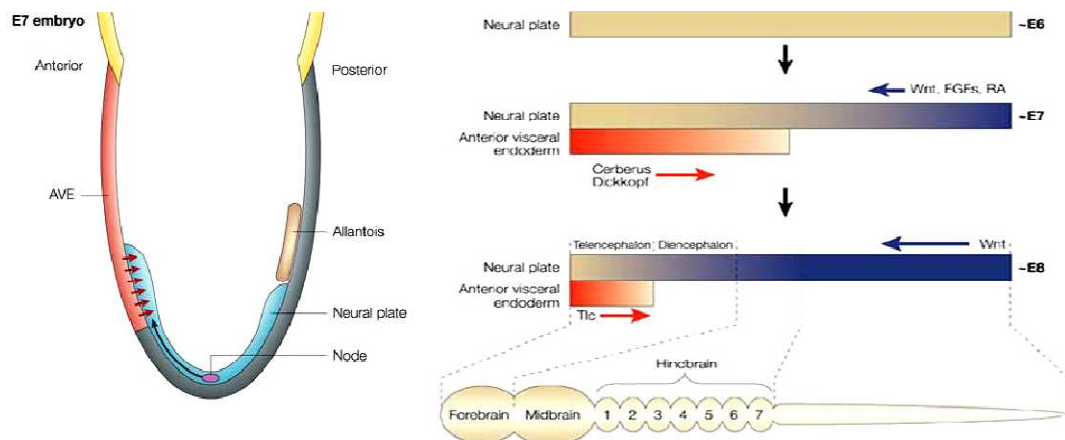 E7 embryo
Anterior
Posterior
AVE
Allantois
Neural plate
Node
Neural plate
~E6
Wnt, FGFs, RA
Neural plate
~E7
Anterior visceral
endoderm
Cerberus
Dickkopf
Telencephalon
Diencephalon
Wnt
Neural plate
~E8
Anterior visceral
endoderm
Tlc
Hindbrain
Forebrain
Midbrain
1 2 3 4 5 6 7